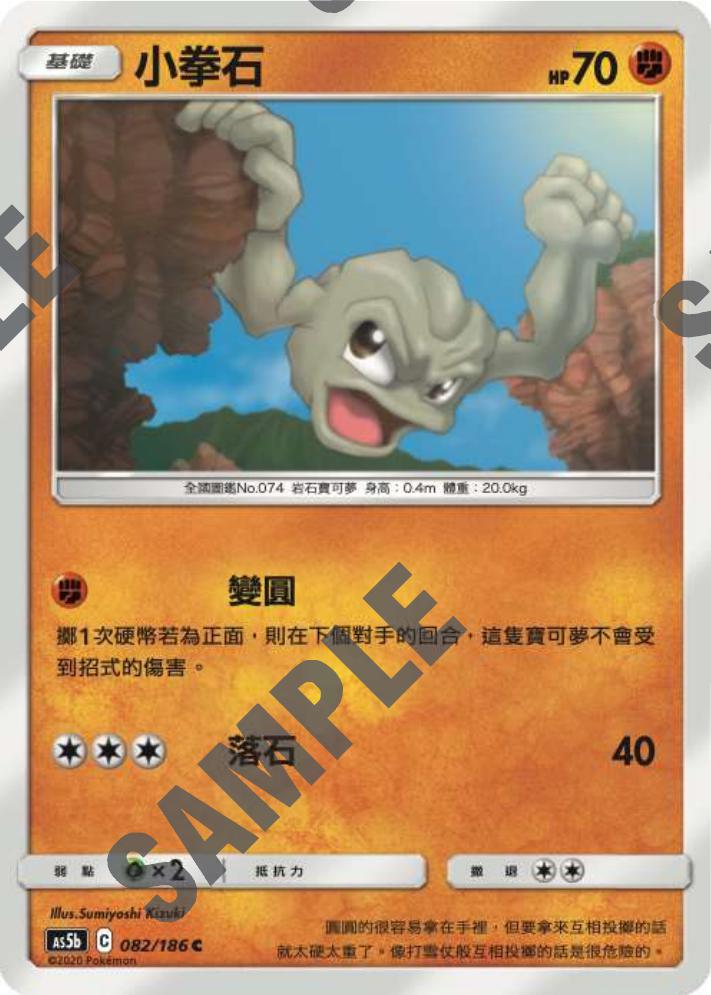 基礎 小拳石 HP70
全國圖鑑No.074 岩石寶可夢 身高：0.4m 體重：20.0kg
變圓
擲1次硬幣若為正面，則在下個對手的回合，這隻寶可夢不會受
到招式的傷害。
落石 40
弱點 ×2 抵抗力 撤退
Illus.Sumiyoshi Kizuki
AS5b C 082/186 C
©2020 Pokémon
圓圓的很容易拿在手裡，但要拿來互相投擲的話
就太硬太重了。像打雪仗般互相投擲的話是很危險的。
SAMPLE